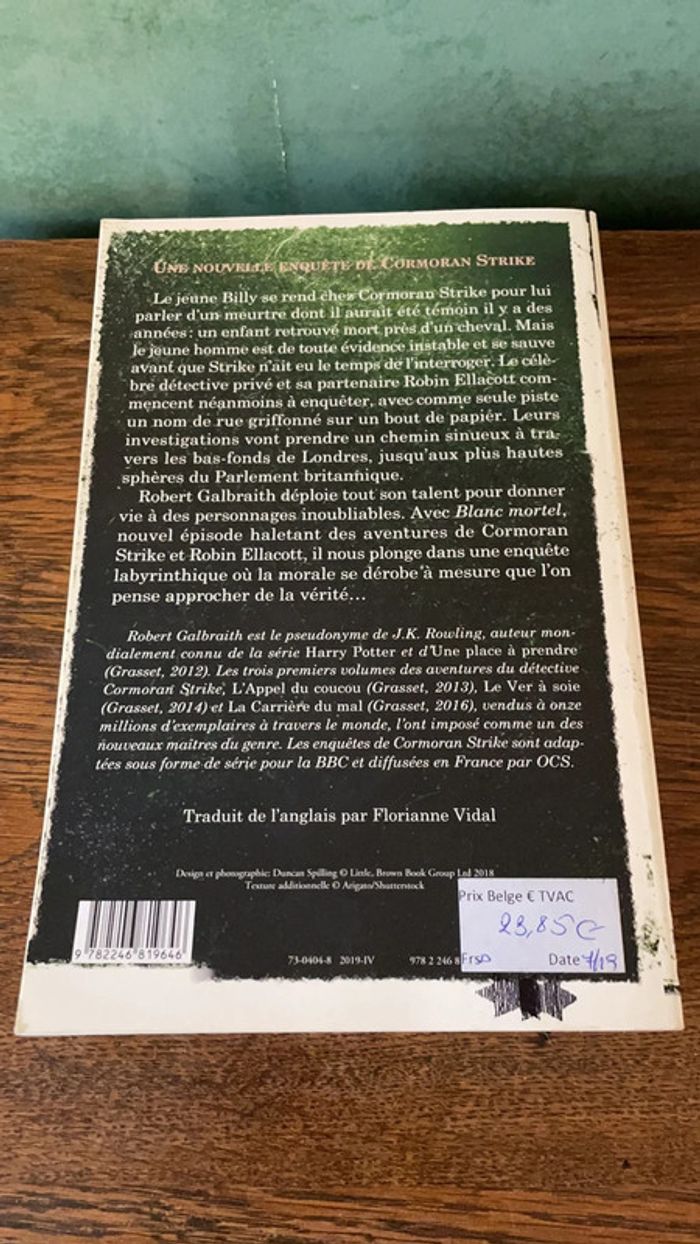 UNE NOUVELLE ENQUÊTE DE CORMORAN STRIKE
Le jeune Billy se rend chez Cormoran Strike pour lui
parler d'un meurtre dont il aurait été témoin il y a des
années : un enfant retrouvé mort près d'un cheval. Mais
le jeune homme est de toute évidence instable et se sauve
avant que Strike n'ait eu le temps de l'interroger. Le célè-
bre détective privé et sa partenaire Robin Ellacott com-
mencent néanmoins à enquêter, avec comme seule piste
un nom de rue griffonné sur un bout de papier. Leurs
investigations vont prendre un chemin sinueux à tra-
vers les bas-fonds de Londres, jusqu'aux plus hautes
sphères du Parlement britannique.
Robert Galbraith déploie tout son talent pour donner
vie à des personnages inoubliables. Avec Blanc mortel,
nouvel épisode haletant des aventures de Cormoran
Strike et Robin Ellacott, il nous plonge dans une enquête
labyrinthique où la morale se dérobe à mesure que l'on
pense approcher de la vérité…
Robert Galbraith est le pseudonyme de J.K. Rowling, auteur mon-
dialement connu de la série Harry Potter et d'Une place à prendre
(Grasset, 2012). Les trois premiers volumes des aventures du détective
Cormoran Strike, L'Appel du coucou (Grasset, 2013), Le Ver à soie
(Grasset, 2014) et La Carrière du mal (Grasset, 2016), vendus à onze
millions d'exemplaires à travers le monde, l'ont imposé comme un des
nouveaux maîtres du genre. Les enquêtes de Cormoran Strike sont adap-
tées sous forme de série pour la BBC et diffusées en France par OCS.
Traduit de l'anglais par Florianne Vidal
Design et photographie: Duncan Spilling © Little, Brown Book Group Ltd 2018
Texture additionnelle © Arigato/Shutterstock
Prix Belge € TVAC
23,85€
Frso Date 7/19
9 782246 819646
73-0404-8 2019-IV 978 2 246 8